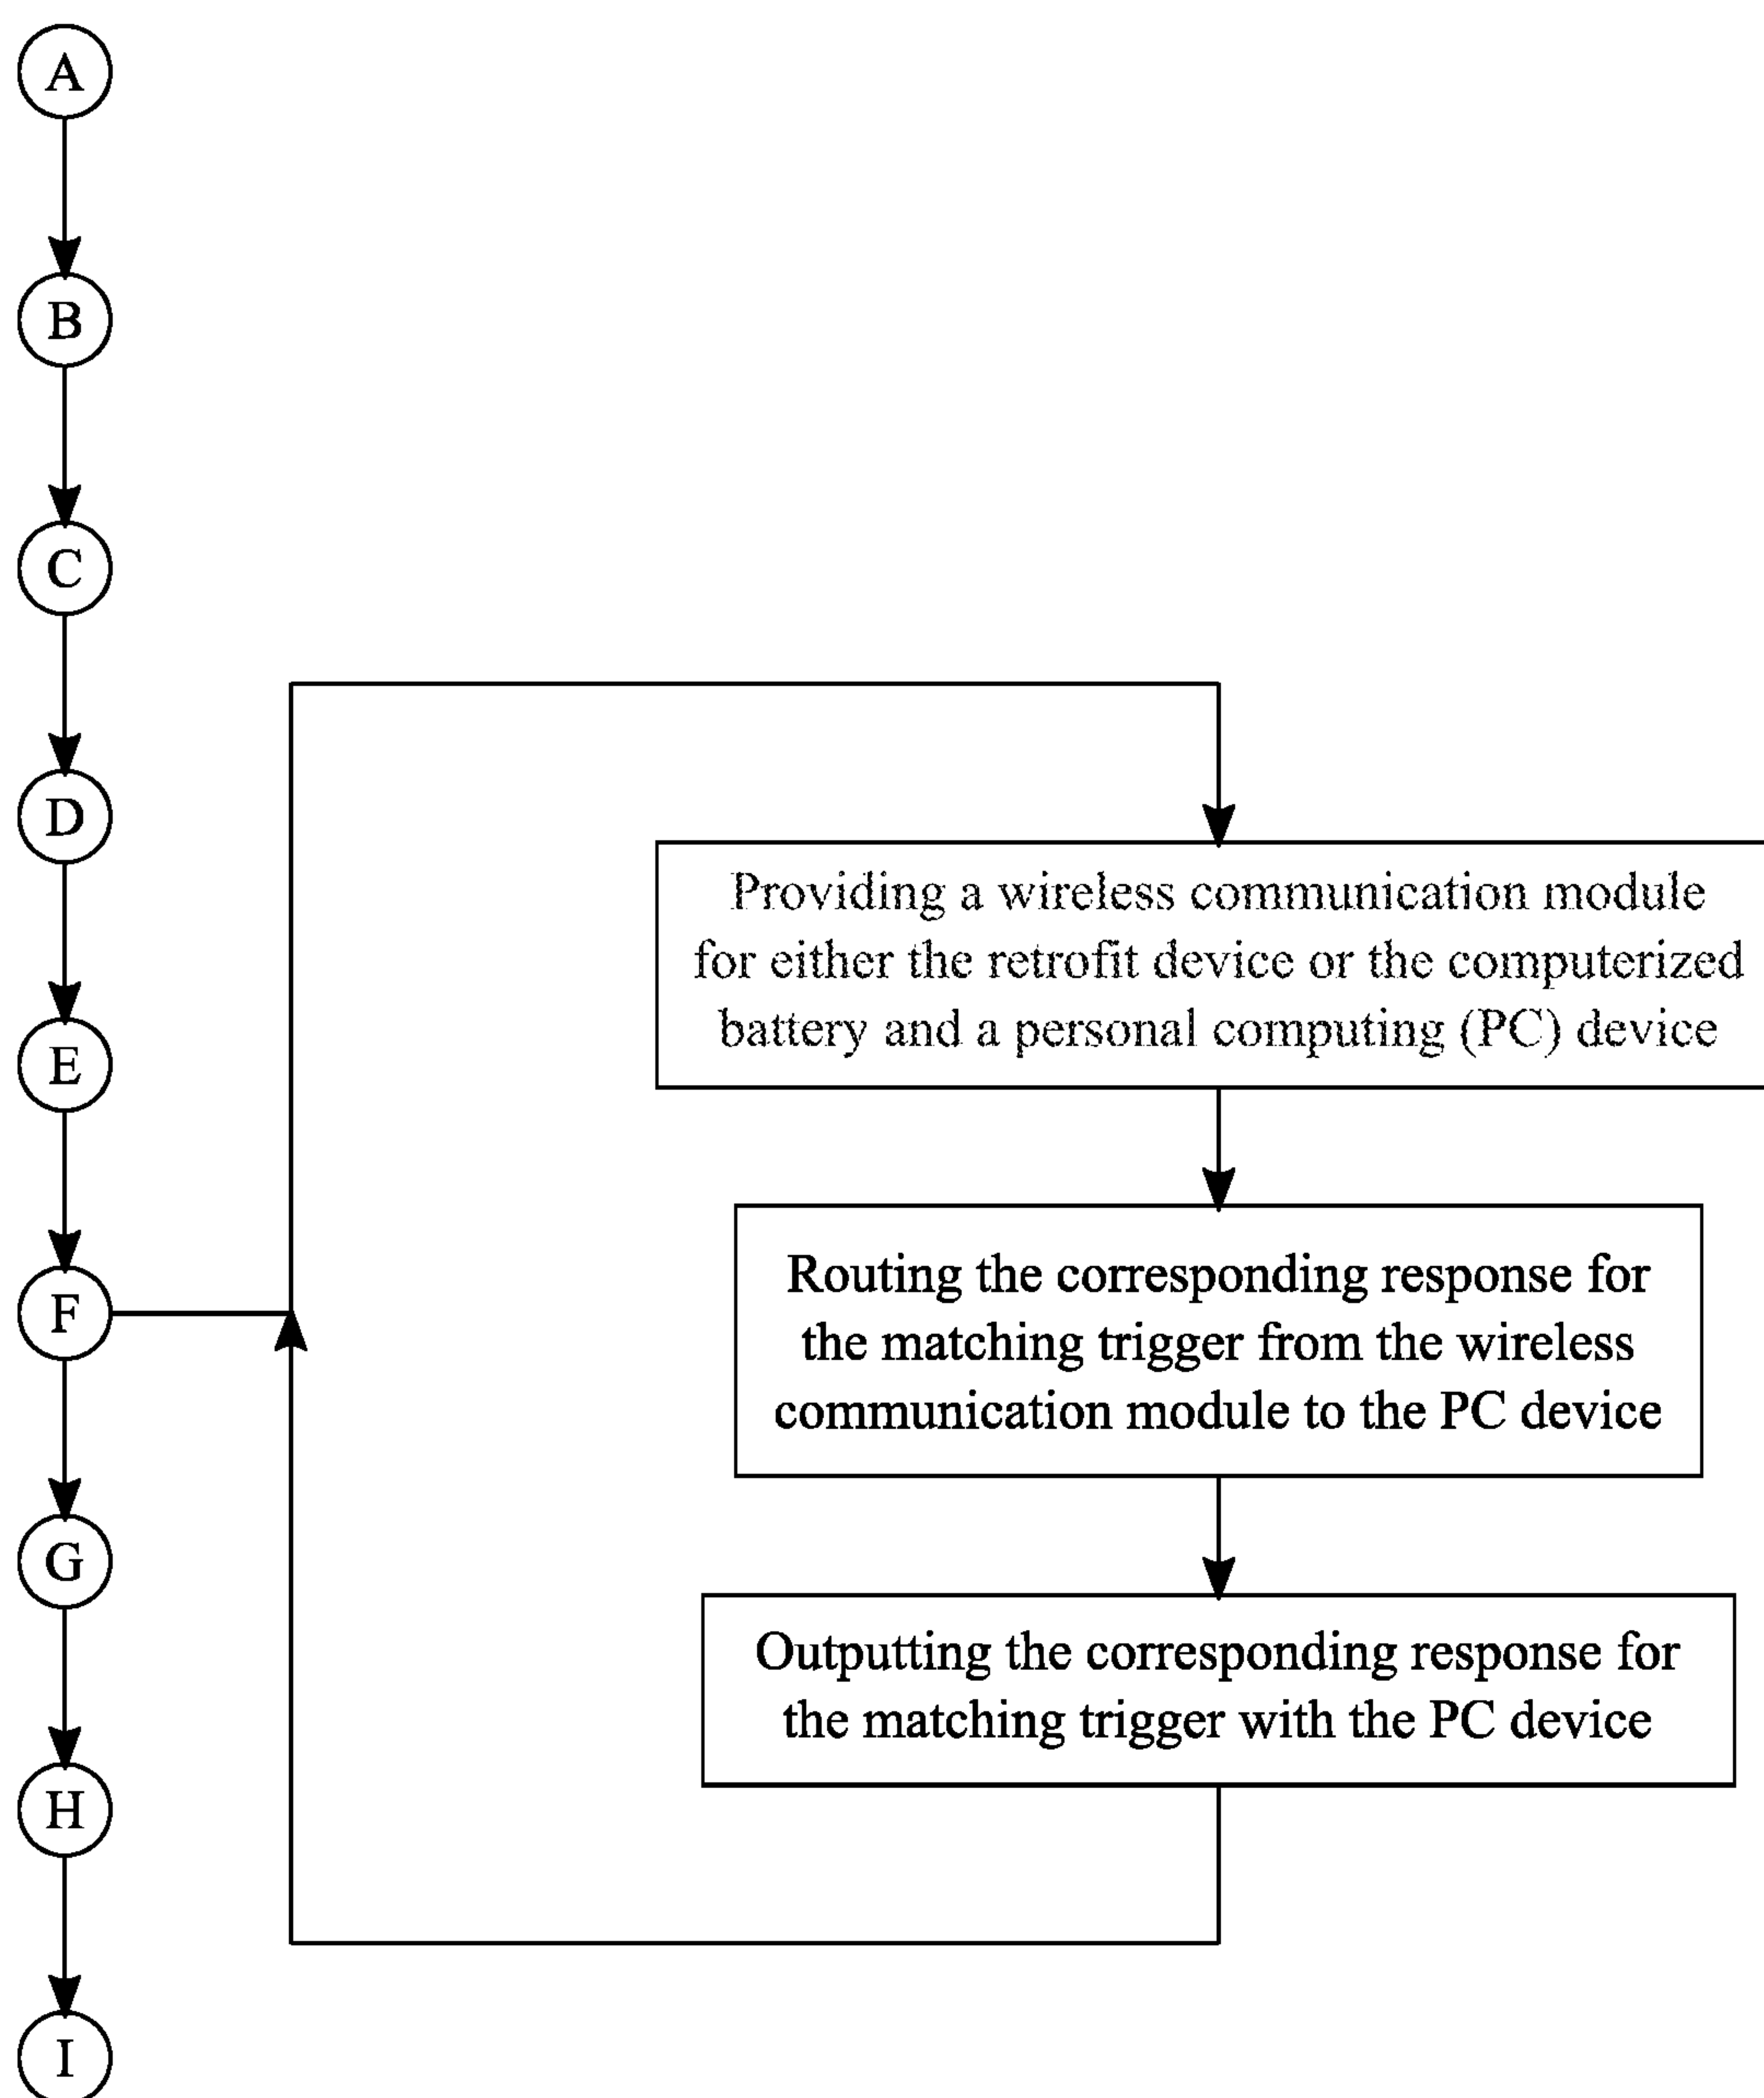 A
B
C
D
Providing a wireless communication module
for either the retrofit device or the computerized
battery and a personal computing (PC) device
E
F
Routing the corresponding response for
the matching trigger from the wireless
communication module to the PC device
G
Outputting the corresponding response for
the matching trigger with the PC device
H
I